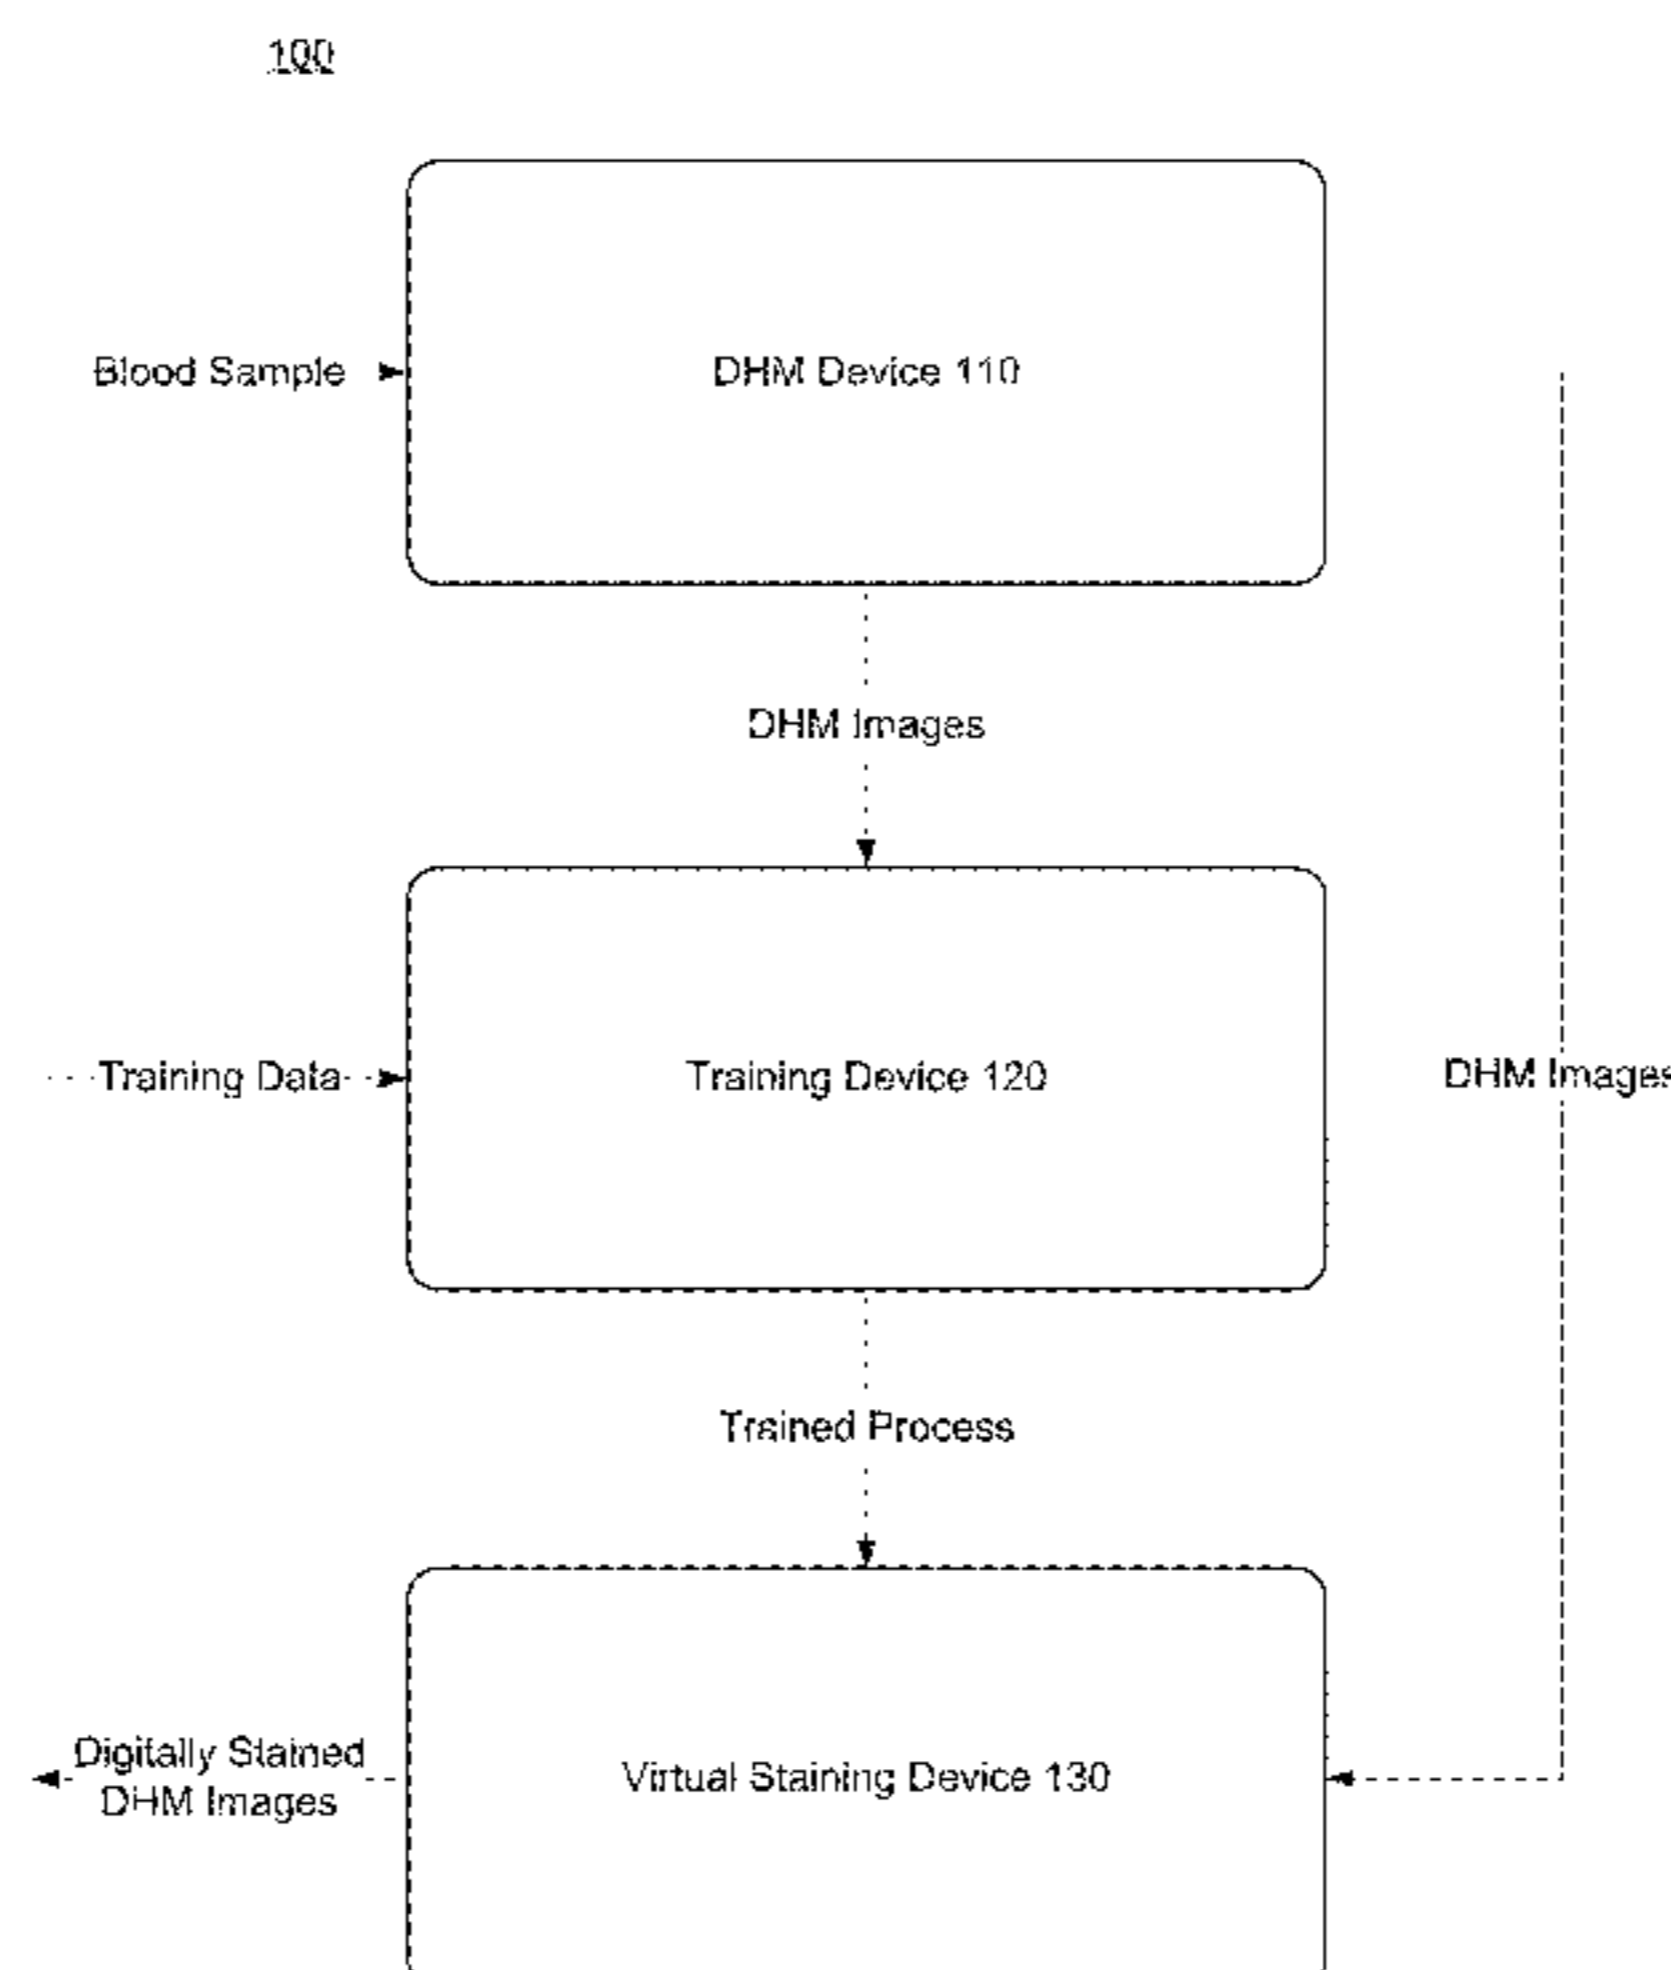 100
Blood Sample
DHM Device 110
DHM Images
Training Data
Training Device 120
DHM Images
Trained Process
Digitally Stained
DHM Images
Virtual Staining Device 130